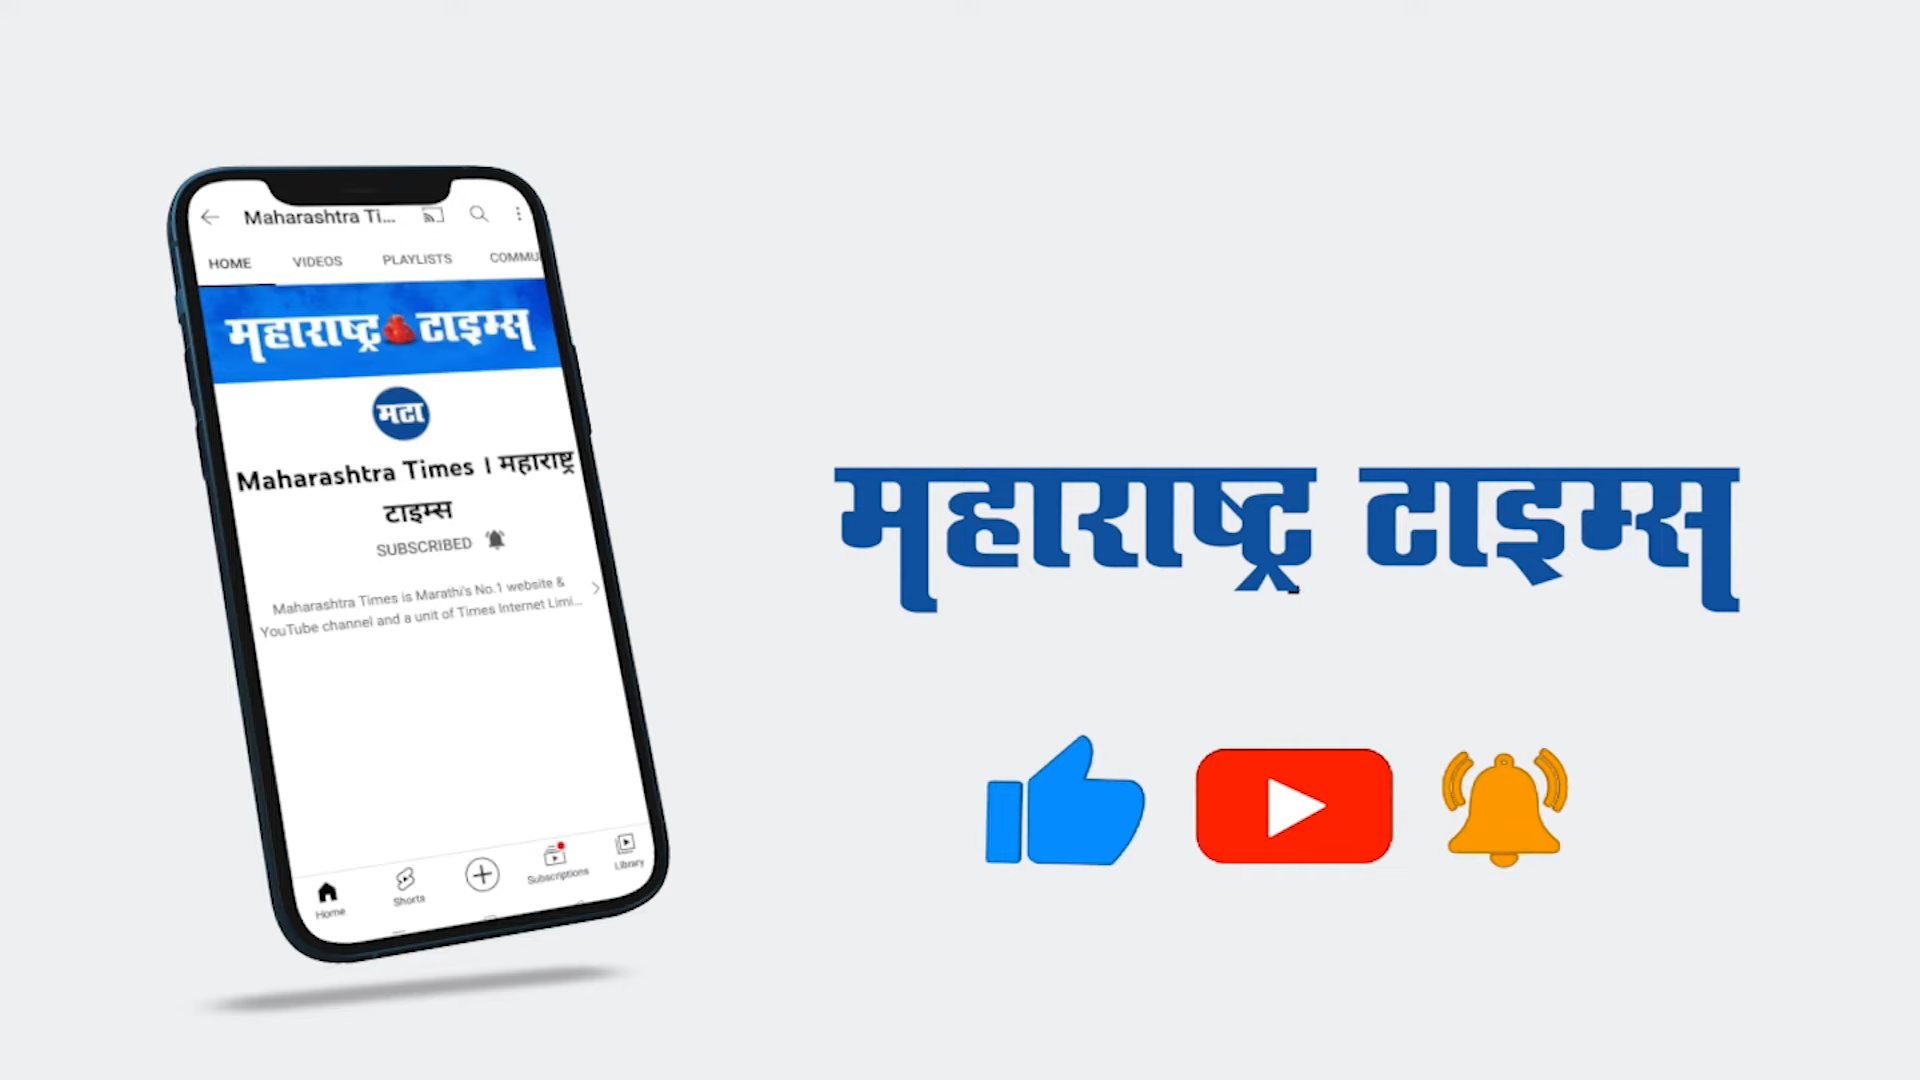 Maharashtra Ti...
HOME VIDEOS PLAYLISTS COMMU
महाराष्ट्र टाइम्स
मटा
Maharashtra Times । महाराष्ट्र
टाइम्स
SUBSCRIBED
Maharashtra Times is Marathi's No.1 website &
YouTube channel and a unit of Times Internet Limi...
Home Shorts Subscriptions Library
महाराष्ट्र टाइम्स